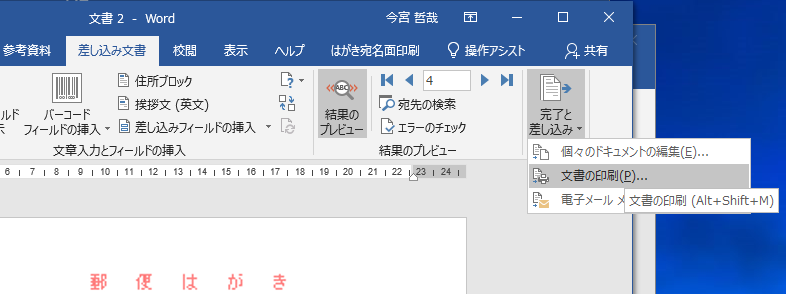 文書 2 - Word
今宮 哲哉
参考資料 差し込み文書 校閲 表示 ヘルプ はがき宛名面印刷 操作アシスト 共有
バーコード
フィールドの挿入
住所ブロック
挨拶文 (英文)
差し込みフィールドの挿入
文章入力とフィールドの挿入
ABC
結果の
プレビュー
4
宛先の検索
エラーのチェック
結果のプレビュー
完了と
差し込み
個々のドキュメントの編集(E)...
文書の印刷(P)...
電子メール メ
文書の印刷 (Alt+Shift+M)
6 7 8 9 10 11 12 13 14 15 16 17 18 19 20 21 22 23 24
郵便はがき